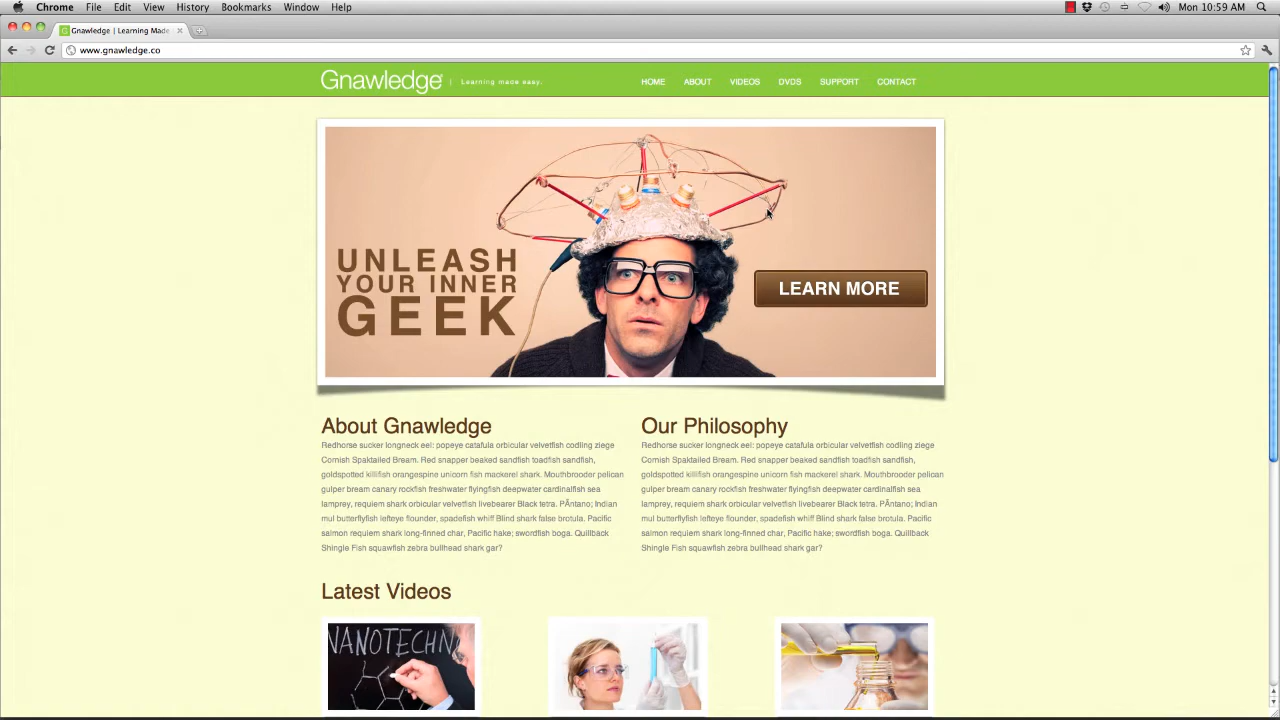 Chrome File Edit View History Bookmarks Window Help Mon 10:59 AM
Gnawledge | Learning Made
www.gnawledge.co
Gnawledge | Learning made easy. HOME ABOUT VIDEOS DVDS SUPPORT CONTACT
UNLEASH
YOUR INNER
GEEK
LEARN MORE
About Gnawledge
Redhorse sucker longneck eel: popeye catafula orbicular velvetfish codling ziege
Cornish Spaktailed Bream. Red snapper beaked sandfish toadfish sandfish,
goldspotted killifish orangespine unicorn fish mackerel shark. Mouthbrooder pelican
gulper bream canary rockfish freshwater flyingfish deepwater cardinalfish sea
lamprey, requiem shark orbicular velvetfish livebearer Black tetra. PÃntano; Indian
mul butterflyfish lefteye flounder, spadefish whiff Blind shark false brotula. Pacific
salmon requiem shark long-finned char, Pacific hake; swordfish boga. Quillback
Shingle Fish squawfish zebra bullhead shark gar?
Our Philosophy
Redhorse sucker longneck eel: popeye catafula orbicular velvetfish codling ziege
Cornish Spaktailed Bream. Red snapper beaked sandfish toadfish sandfish,
goldspotted killifish orangespine unicorn fish mackerel shark. Mouthbrooder pelican
gulper bream canary rockfish freshwater flyingfish deepwater cardinalfish sea
lamprey, requiem shark orbicular velvetfish livebearer Black tetra. PÃntano; Indian
mul butterflyfish lefteye flounder, spadefish whiff Blind shark false brotula. Pacific
salmon requiem shark long-finned char, Pacific hake; swordfish boga. Quillback
Shingle Fish squawfish zebra bullhead shark gar?
Latest Videos
NANOTECHN